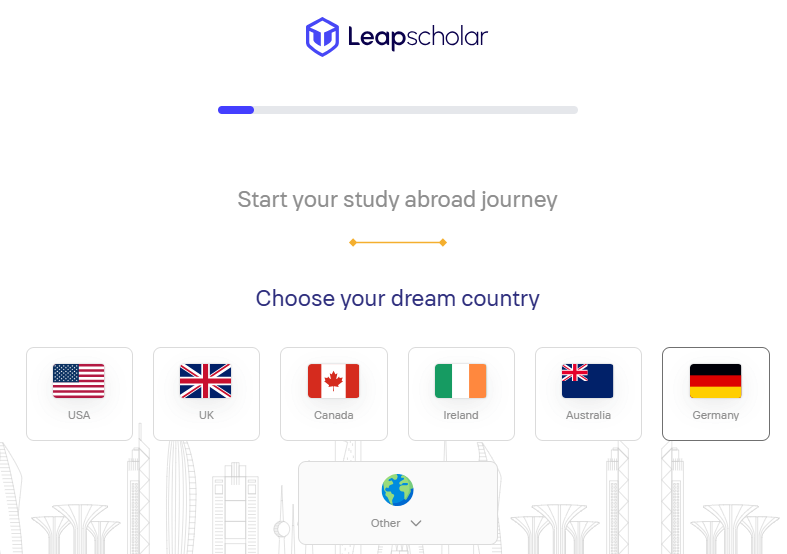 Leapscholar
Start your study abroad journey
Choose your dream country
USA
UK
Canada
Ireland
Australia
Germany
Other